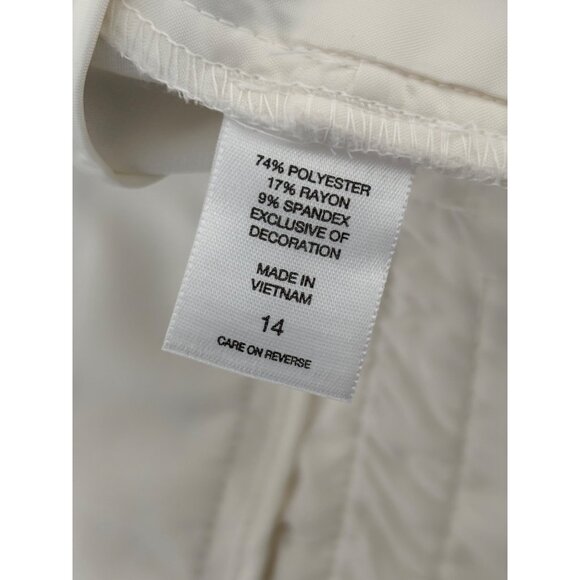 74% POLYESTER
17% RAYON
9% SPANDEX
EXCLUSIVE OF
DECORATION
MADE IN
VIETNAM
14
CARE ON REVERSE